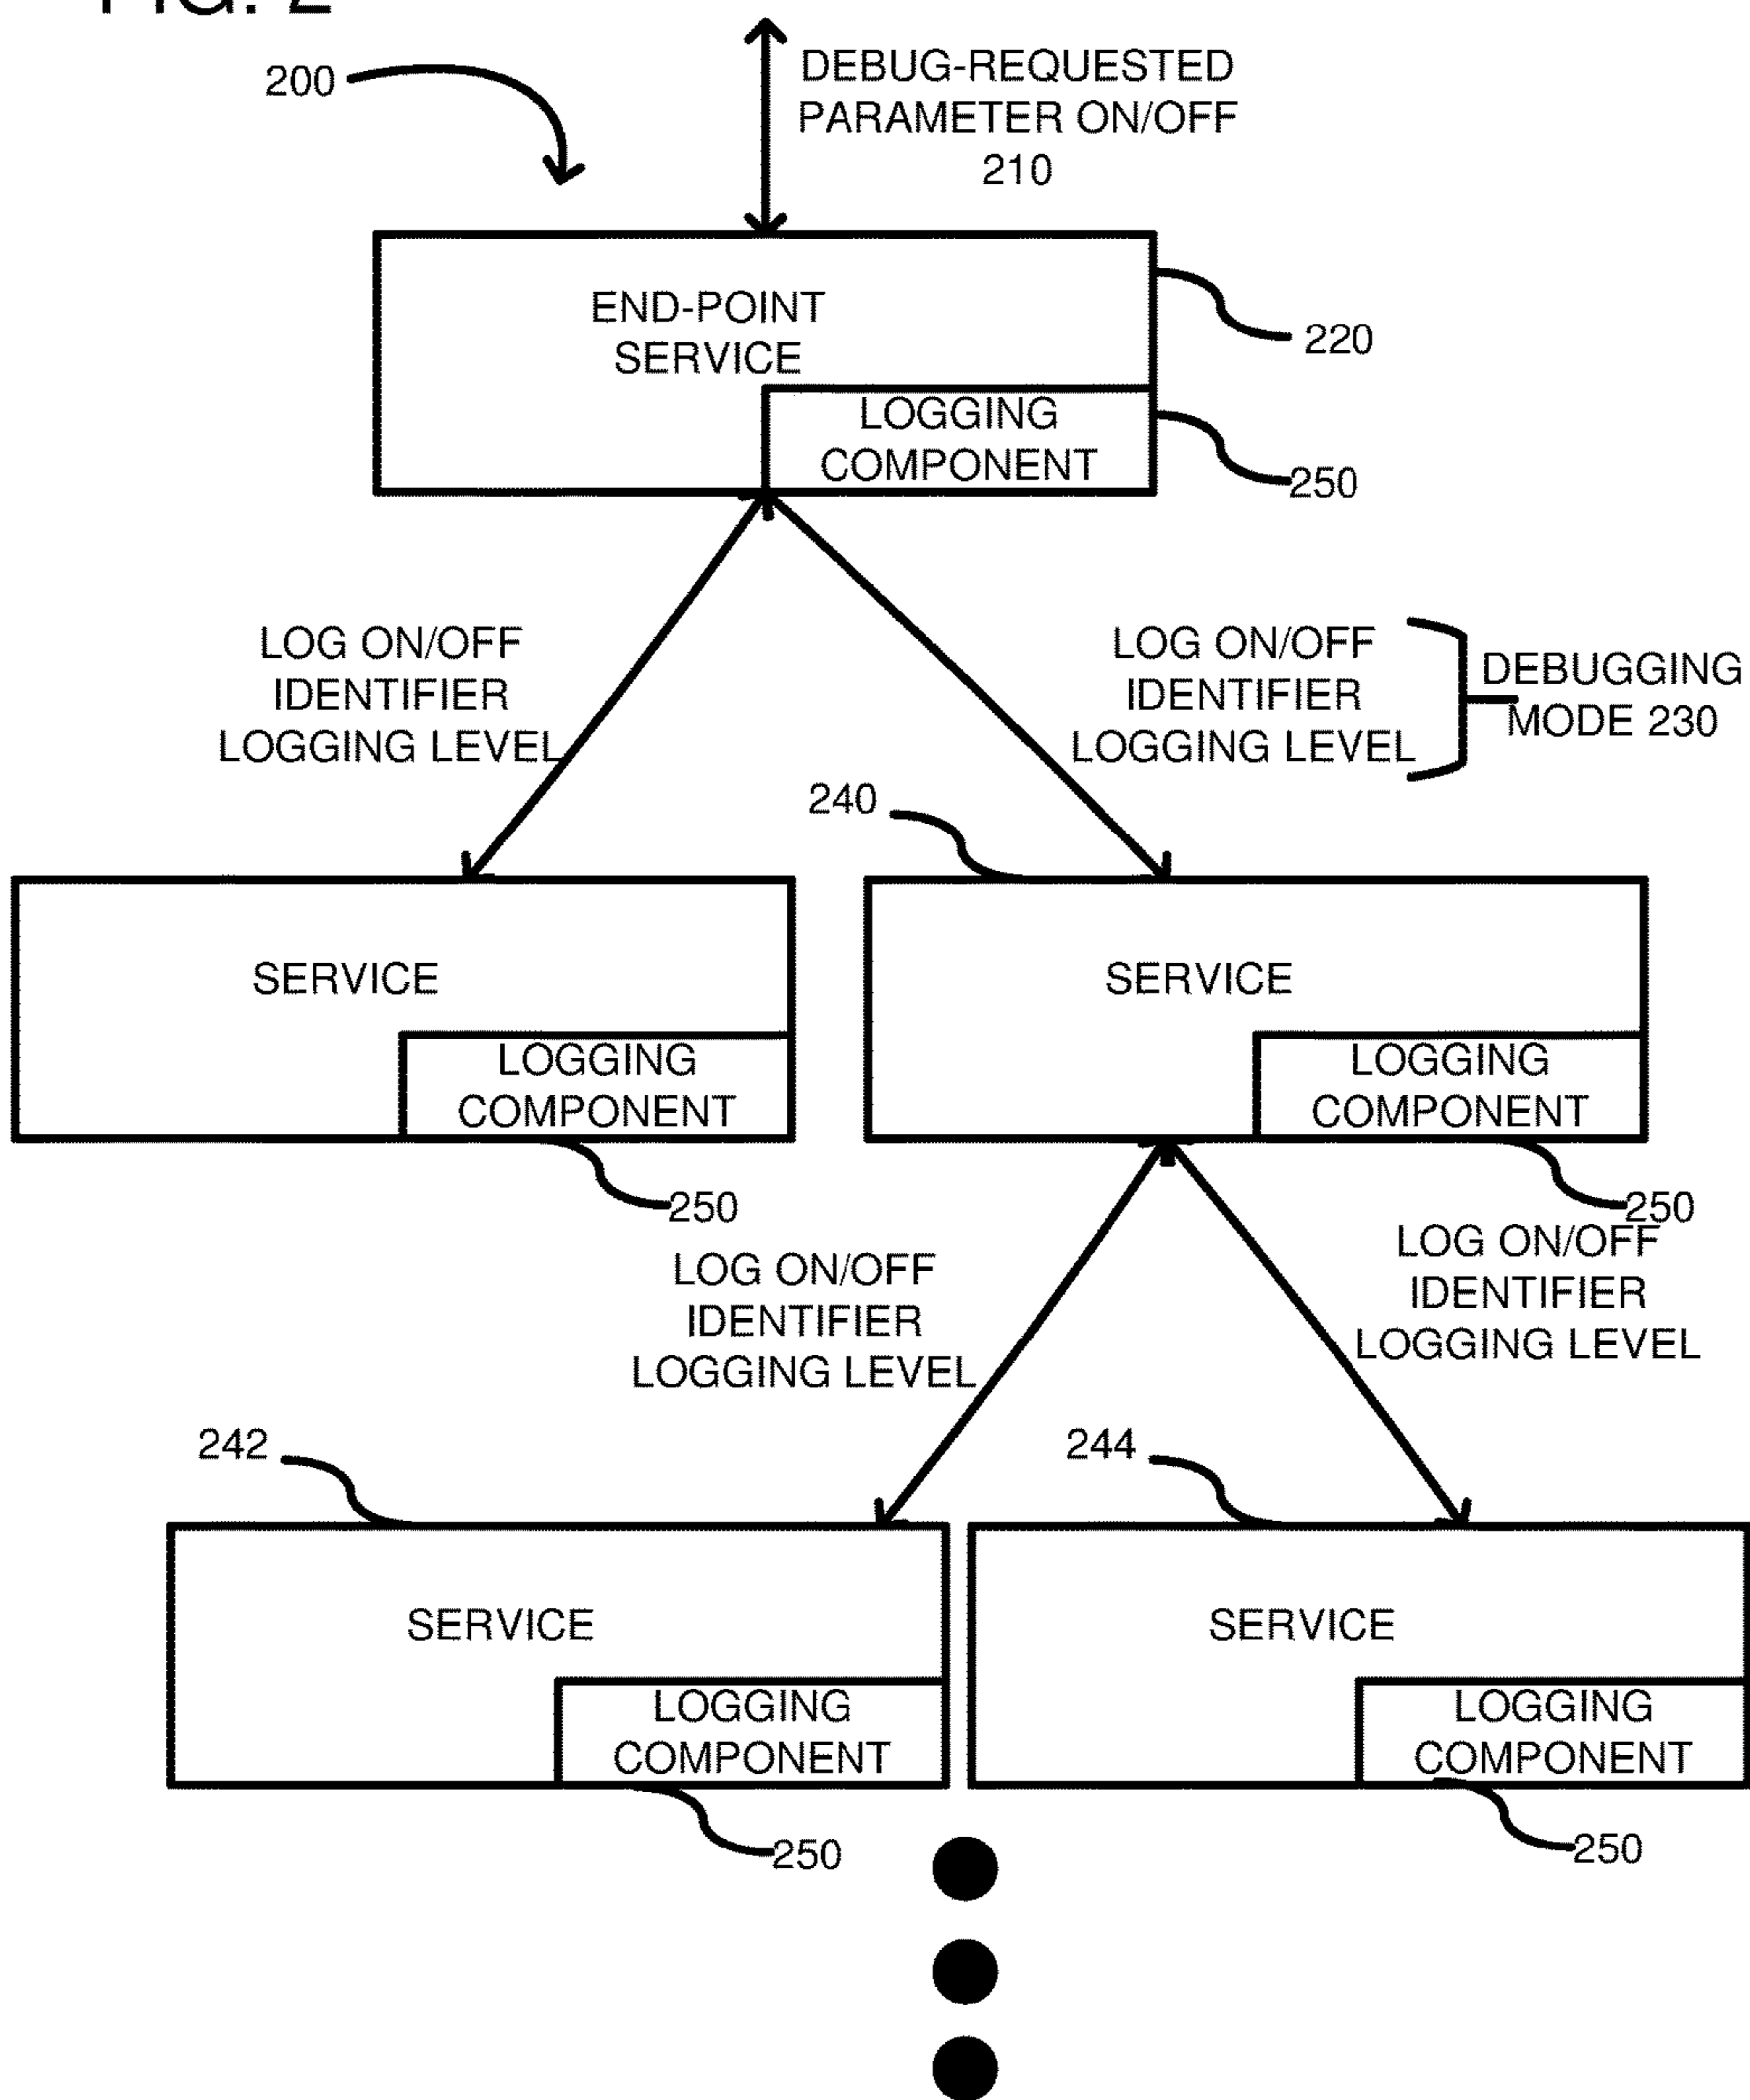 FIG. 2
200
DEBUG-REQUESTED
PARAMETER ON/OFF
210
END-POINT
SERVICE
220
LOGGING
COMPONENT
250
LOG ON/OFF
IDENTIFIER
LOGGING LEVEL
LOG ON/OFF
IDENTIFIER
LOGGING LEVEL
DEBUGGING
MODE 230
240
SERVICE
LOGGING
COMPONENT
250
SERVICE
LOGGING
COMPONENT
250
LOG ON/OFF
IDENTIFIER
LOGGING LEVEL
LOG ON/OFF
IDENTIFIER
LOGGING LEVEL
242
244
SERVICE
LOGGING
COMPONENT
250
SERVICE
LOGGING
COMPONENT
250